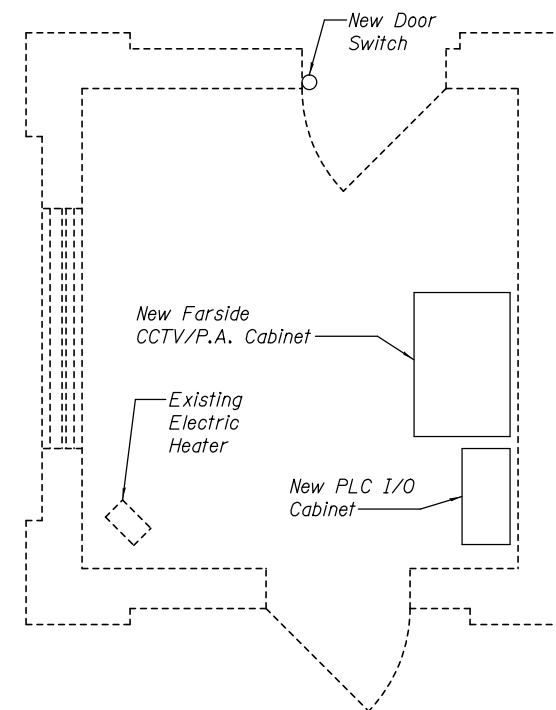 New Door
Switch
New Farside
CCTV/P.A. Cabinet
Existing
Electric
Heater
New PLC I/O
Cabinet